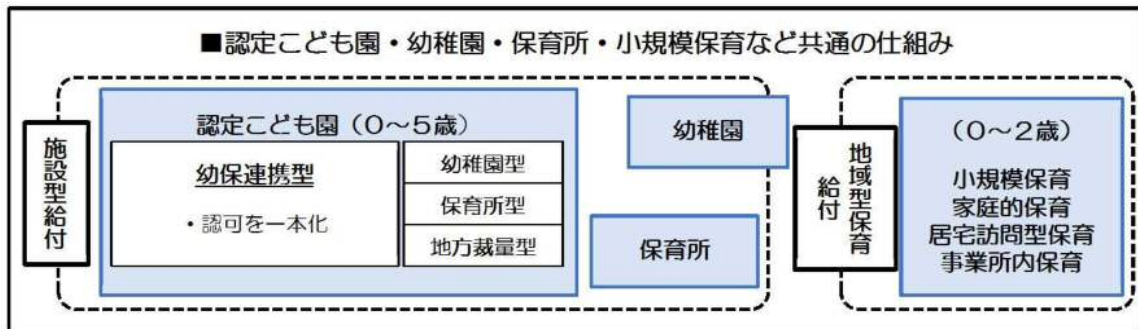 ■認定こども園・幼稚園・保育所・小規模保育など共通の仕組み
施設型給付
認定こども園（０～５歳）
幼保連携型
・認可を一本化
幼稚園型
保育所型
地方裁量型
幼稚園
保育所
地域型保育
給付
（０～２歳）
小規模保育
家庭的保育
居宅訪問型保育
事業所内保育